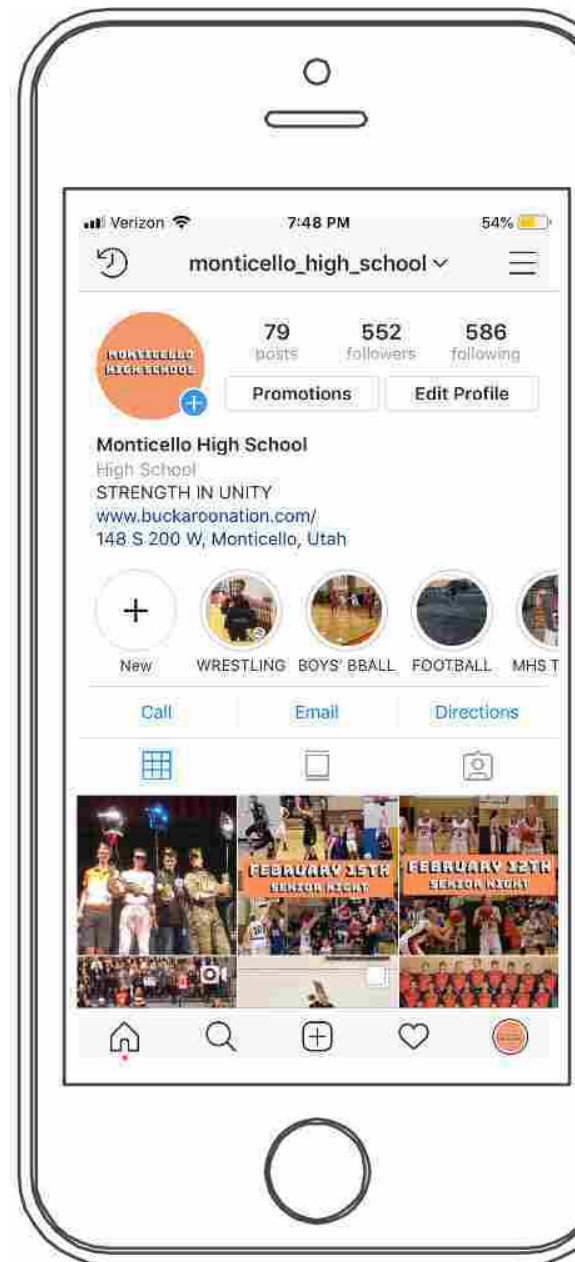 Verizon 7:48 PM 54%
monticello_high_school
MONTICELLO
HIGH SCHOOL
79 552 586
posts followers following
Promotions Edit Profile
Monticello High School
High School
STRENGTH IN UNITY
www.buckaroonation.com/
148 S 200 W, Monticello, Utah
New WRESTLING BOYS' BBALL FOOTBALL MHS T
Call Email Directions
FEBRUARY 15TH
SENIOR NIGHT
FEBRUARY 12TH
SENIOR NIGHT